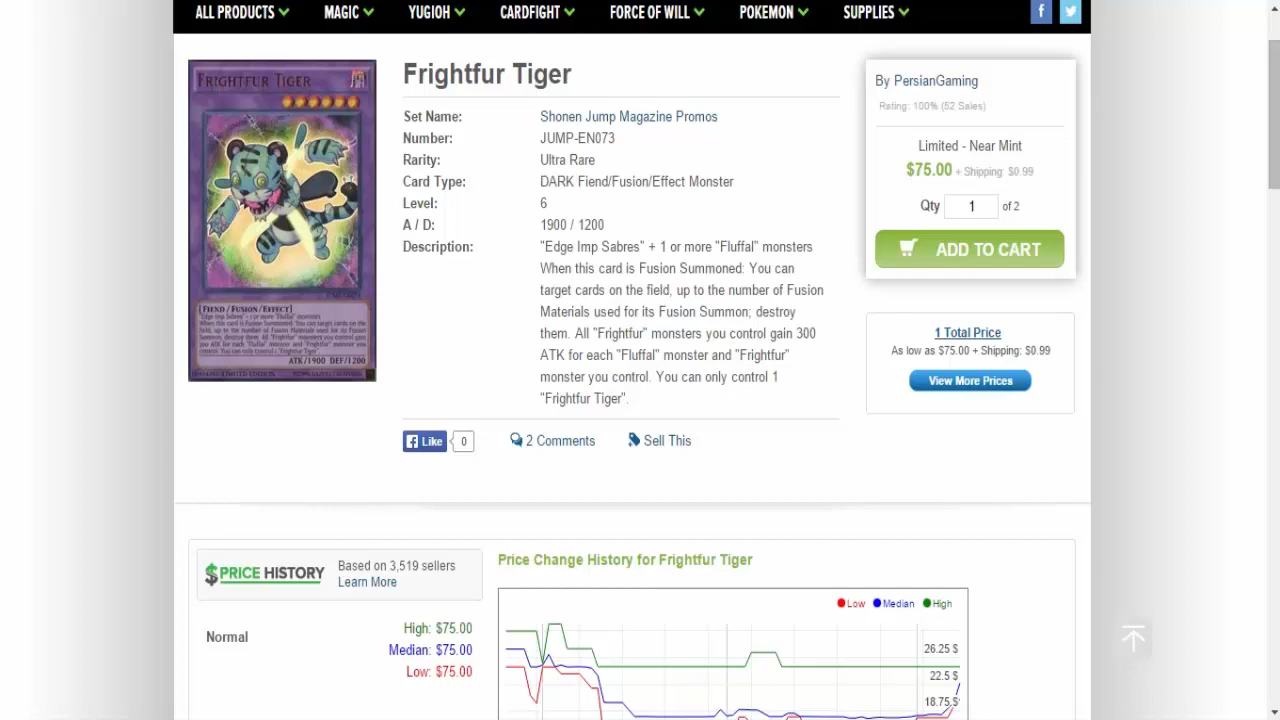 ALL PRODUCTS MAGIC YUGIOH CARDFIGHT FORCE OF WILL POKEMON SUPPLIES
FRIGHTFUR TIGER
[FIEND / FUSION / EFFECT]
ATK/1900 DEF/1200
Frightfur Tiger
Set Name: Shonen Jump Magazine Promos
Number: JUMP-EN073
Rarity: Ultra Rare
Card Type: DARK Fiend/Fusion/Effect Monster
Level: 6
A / D: 1900 / 1200
Description: "Edge Imp Sabres" + 1 or more "Fluffal" monsters
When this card is Fusion Summoned: You can
target cards on the field, up to the number of Fusion
Materials used for its Fusion Summon; destroy
them. All "Frightfur" monsters you control gain 300
ATK for each "Fluffal" monster and "Frightfur"
monster you control. You can only control 1
"Frightfur Tiger".
Like 0 2 Comments Sell This
By PersianGaming
Rating: 100% (52 Sales)
Limited - Near Mint
$75.00 + Shipping: $0.99
Qty 1 of 2
ADD TO CART
1 Total Price
As low as $75.00 + Shipping: $0.99
View More Prices
$PRICE HISTORY
Based on 3,519 sellers
Learn More
Normal
High: $75.00
Median: $75.00
Low: $75.00
Price Change History for Frightfur Tiger
Low Median High
26.25 $
22.5 $
18.75 $